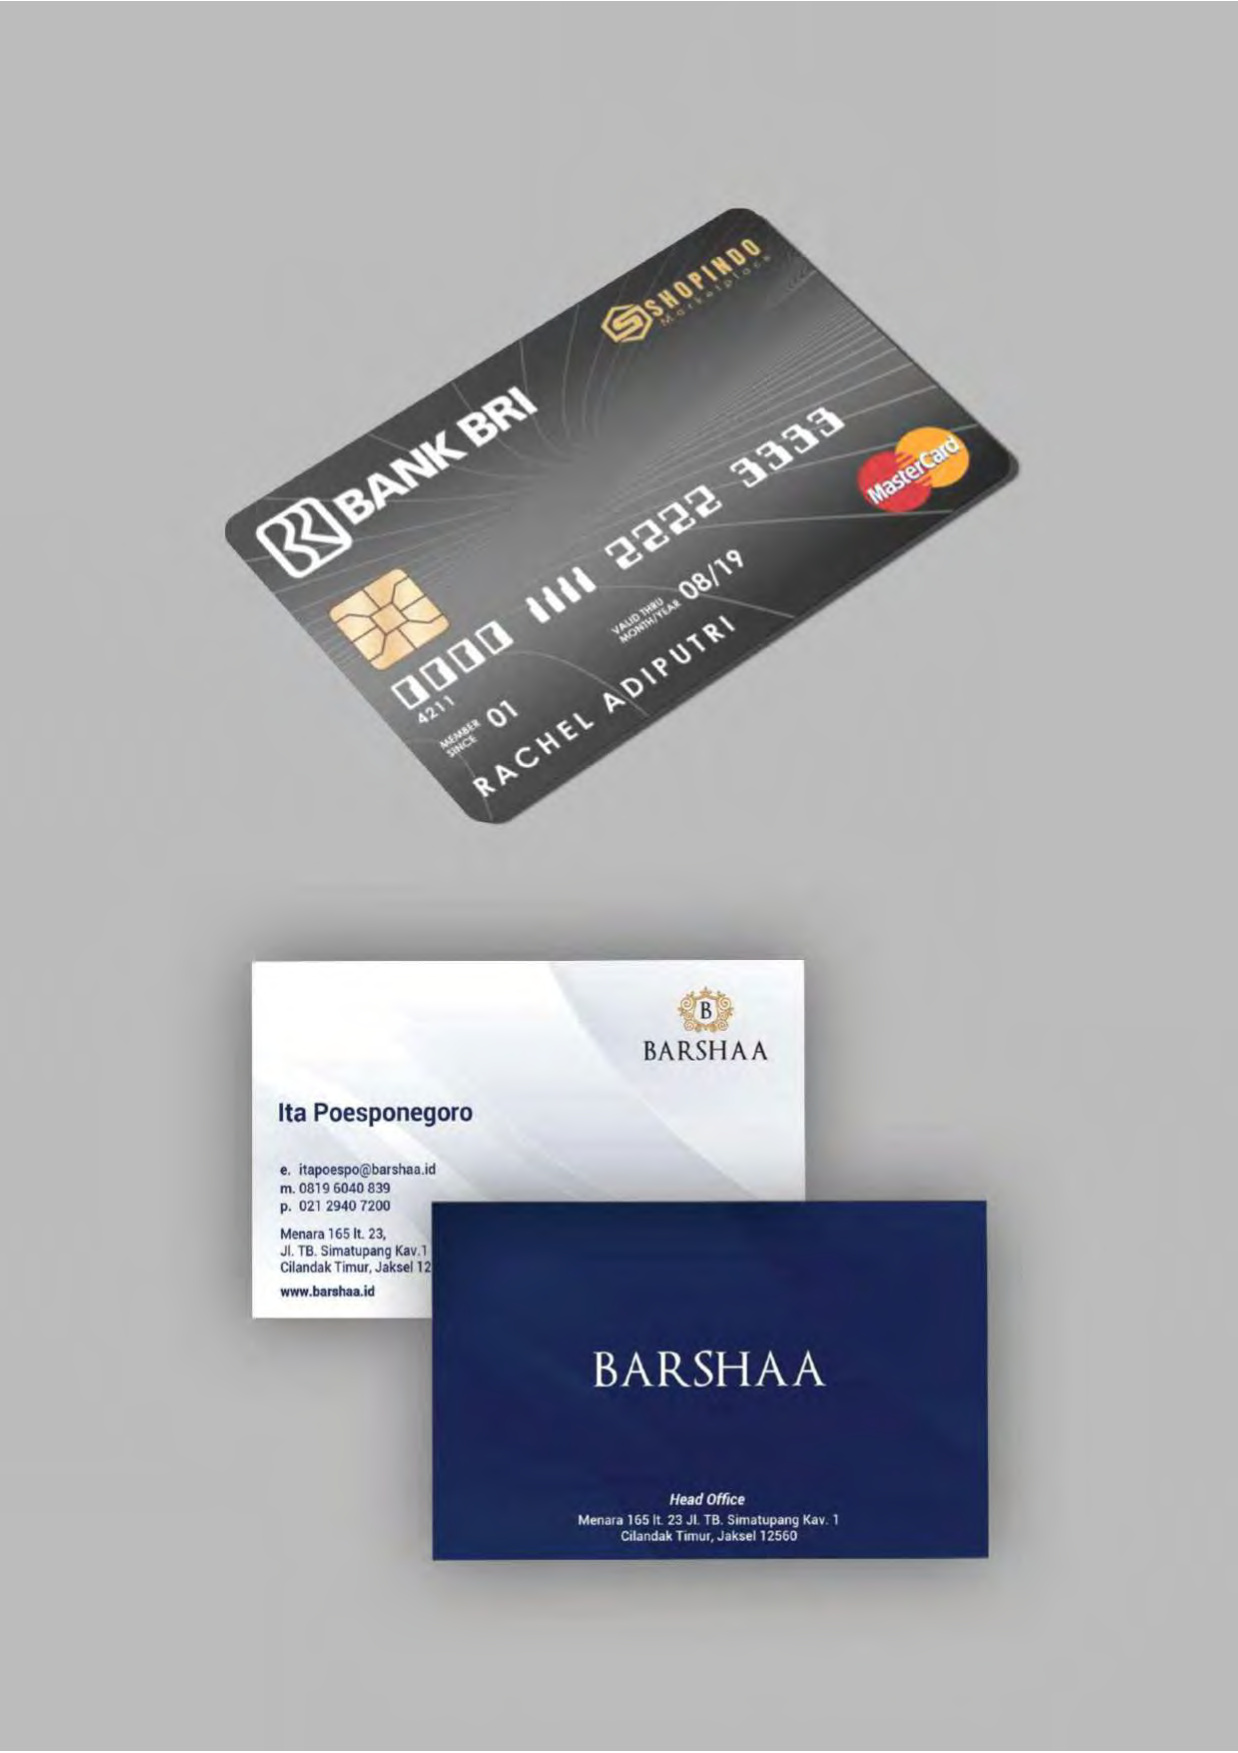 SHOPINDO
Marketplace
BANK BRI
0000 1111 2222 3333
MasterCard
4211
VALID THRU
MONTH/YEAR 08/19
MEMBER
SINCE 01
RACHEL ADIPUTRI
B
BARSHAA
Ita Poesponegoro
e. itapoespo@barshaa.id
m. 0819 6040 839
p. 021 2940 7200
Menara 165 lt. 23,
Jl. TB. Simatupang Kav.1
Cilandak Timur, Jaksel 12
www.barshaa.id
BARSHAA
Head Office
Menara 165 lt. 23 Jl. TB. Simatupang Kav. 1
Cilandak Timur, Jaksel 12560